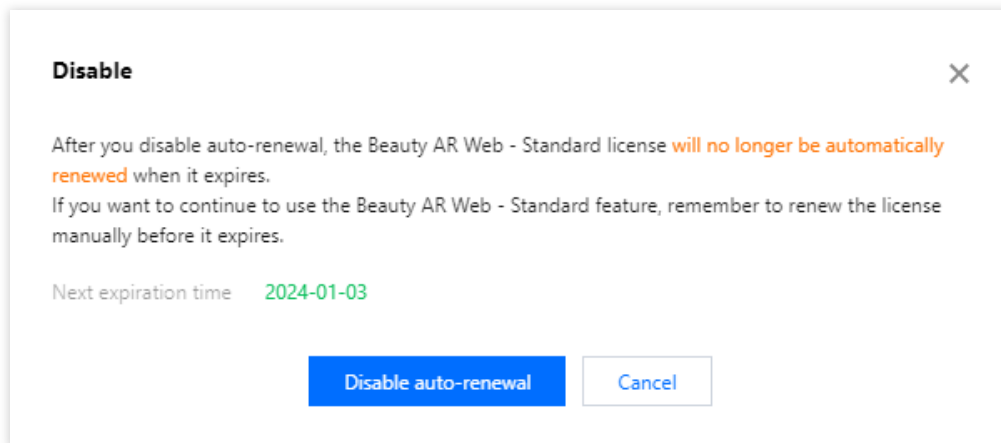 Disable
After you disable auto-renewal, the Beauty AR Web - Standard license will no longer be automatically
renewed when it expires.
If you want to continue to use the Beauty AR Web - Standard feature, remember to renew the license
manually before it expires.
Next expiration time 2024-01-03
Disable auto-renewal Cancel